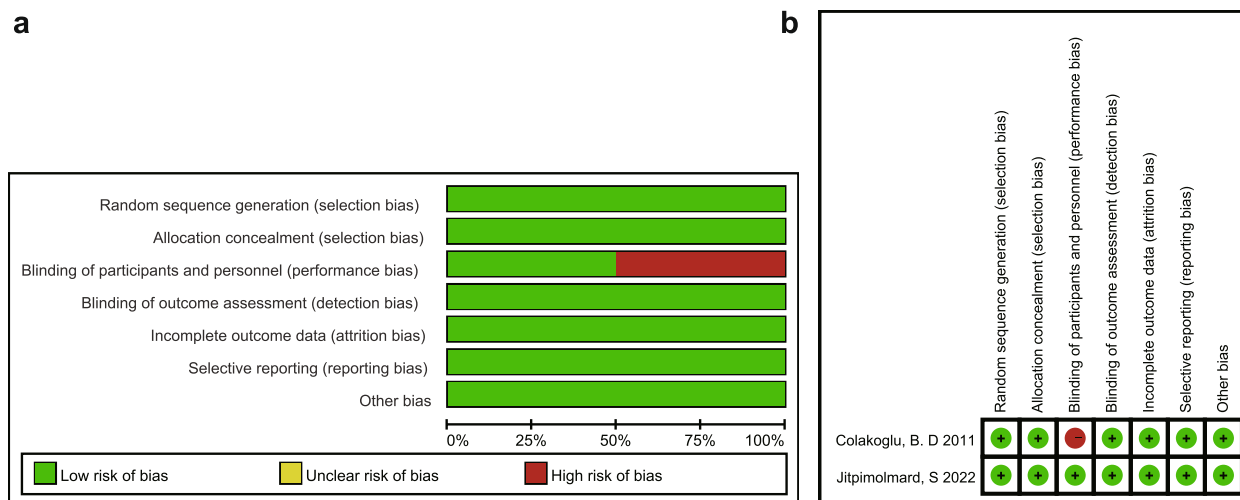 a
Random sequence generation (selection bias)
Allocation concealment (selection bias)
Blinding of participants and personnel (performance bias)
Blinding of outcome assessment (detection bias)
Incomplete outcome data (attrition bias)
Selective reporting (reporting bias)
Other bias
0% 25% 50% 75% 100%
Low risk of bias Unclear risk of bias High risk of bias
b
Random sequence generation (selection bias)
Allocation concealment (selection bias)
Blinding of participants and personnel (performance bias)
Blinding of outcome assessment (detection bias)
Incomplete outcome data (attrition bias)
Selective reporting (reporting bias)
Other bias
Colakoglu, B. D 2011 + + – + + + +
Jitpimolmard, S 2022 + + + + + + +